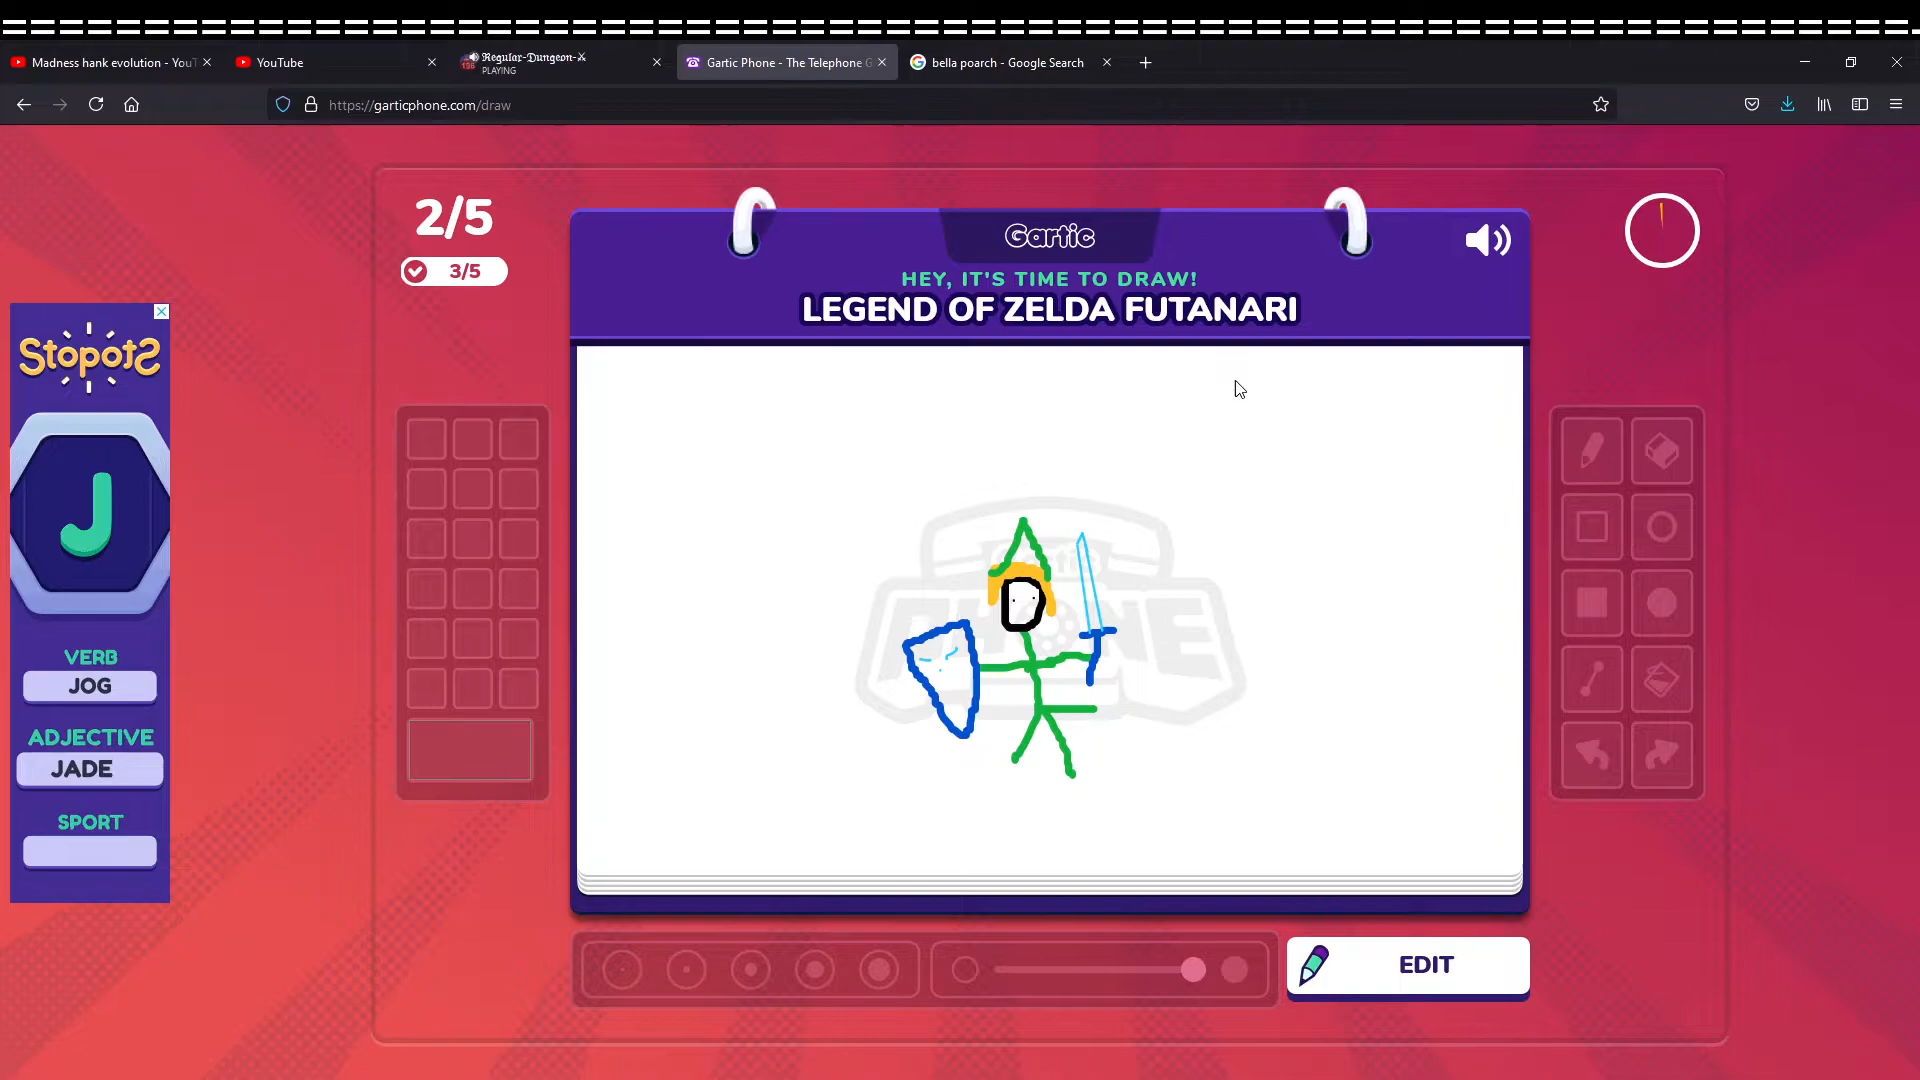 Madness hank evolution - YouT
YouTube
Regular-Dungeon-⚔
PLAYING
Gartic Phone - The Telephone G
bella poarch - Google Search
https://garticphone.com/draw
2/5
3/5
Gartic
HEY, IT'S TIME TO DRAW!
LEGEND OF ZELDA FUTANARI
StopotS
J
VERB
JOG
ADJECTIVE
JADE
SPORT
Gartic
PHONE
EDIT